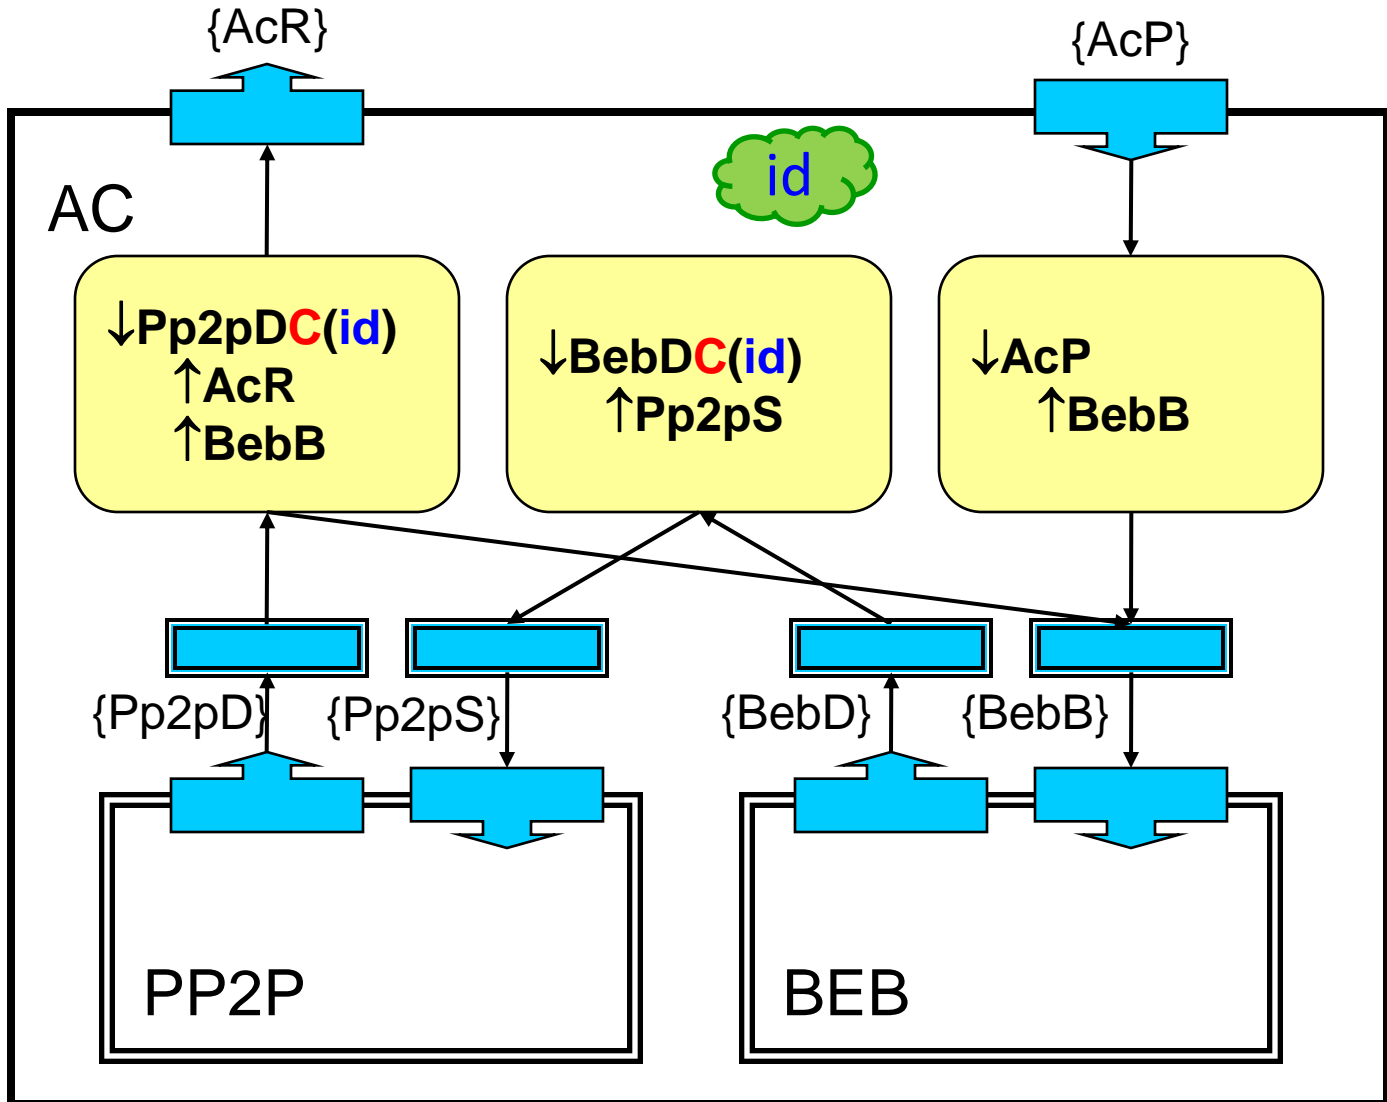 {AcR}
{AcP}
id
AC
↓Pp2pDC(id)
↑AcR
↑BebB
↓BebDC(id)
↑Pp2pS
↓AcP
↑BebB
{Pp2pD}
{Pp2pS}
{BebD}
{BebB}
PP2P
BEB